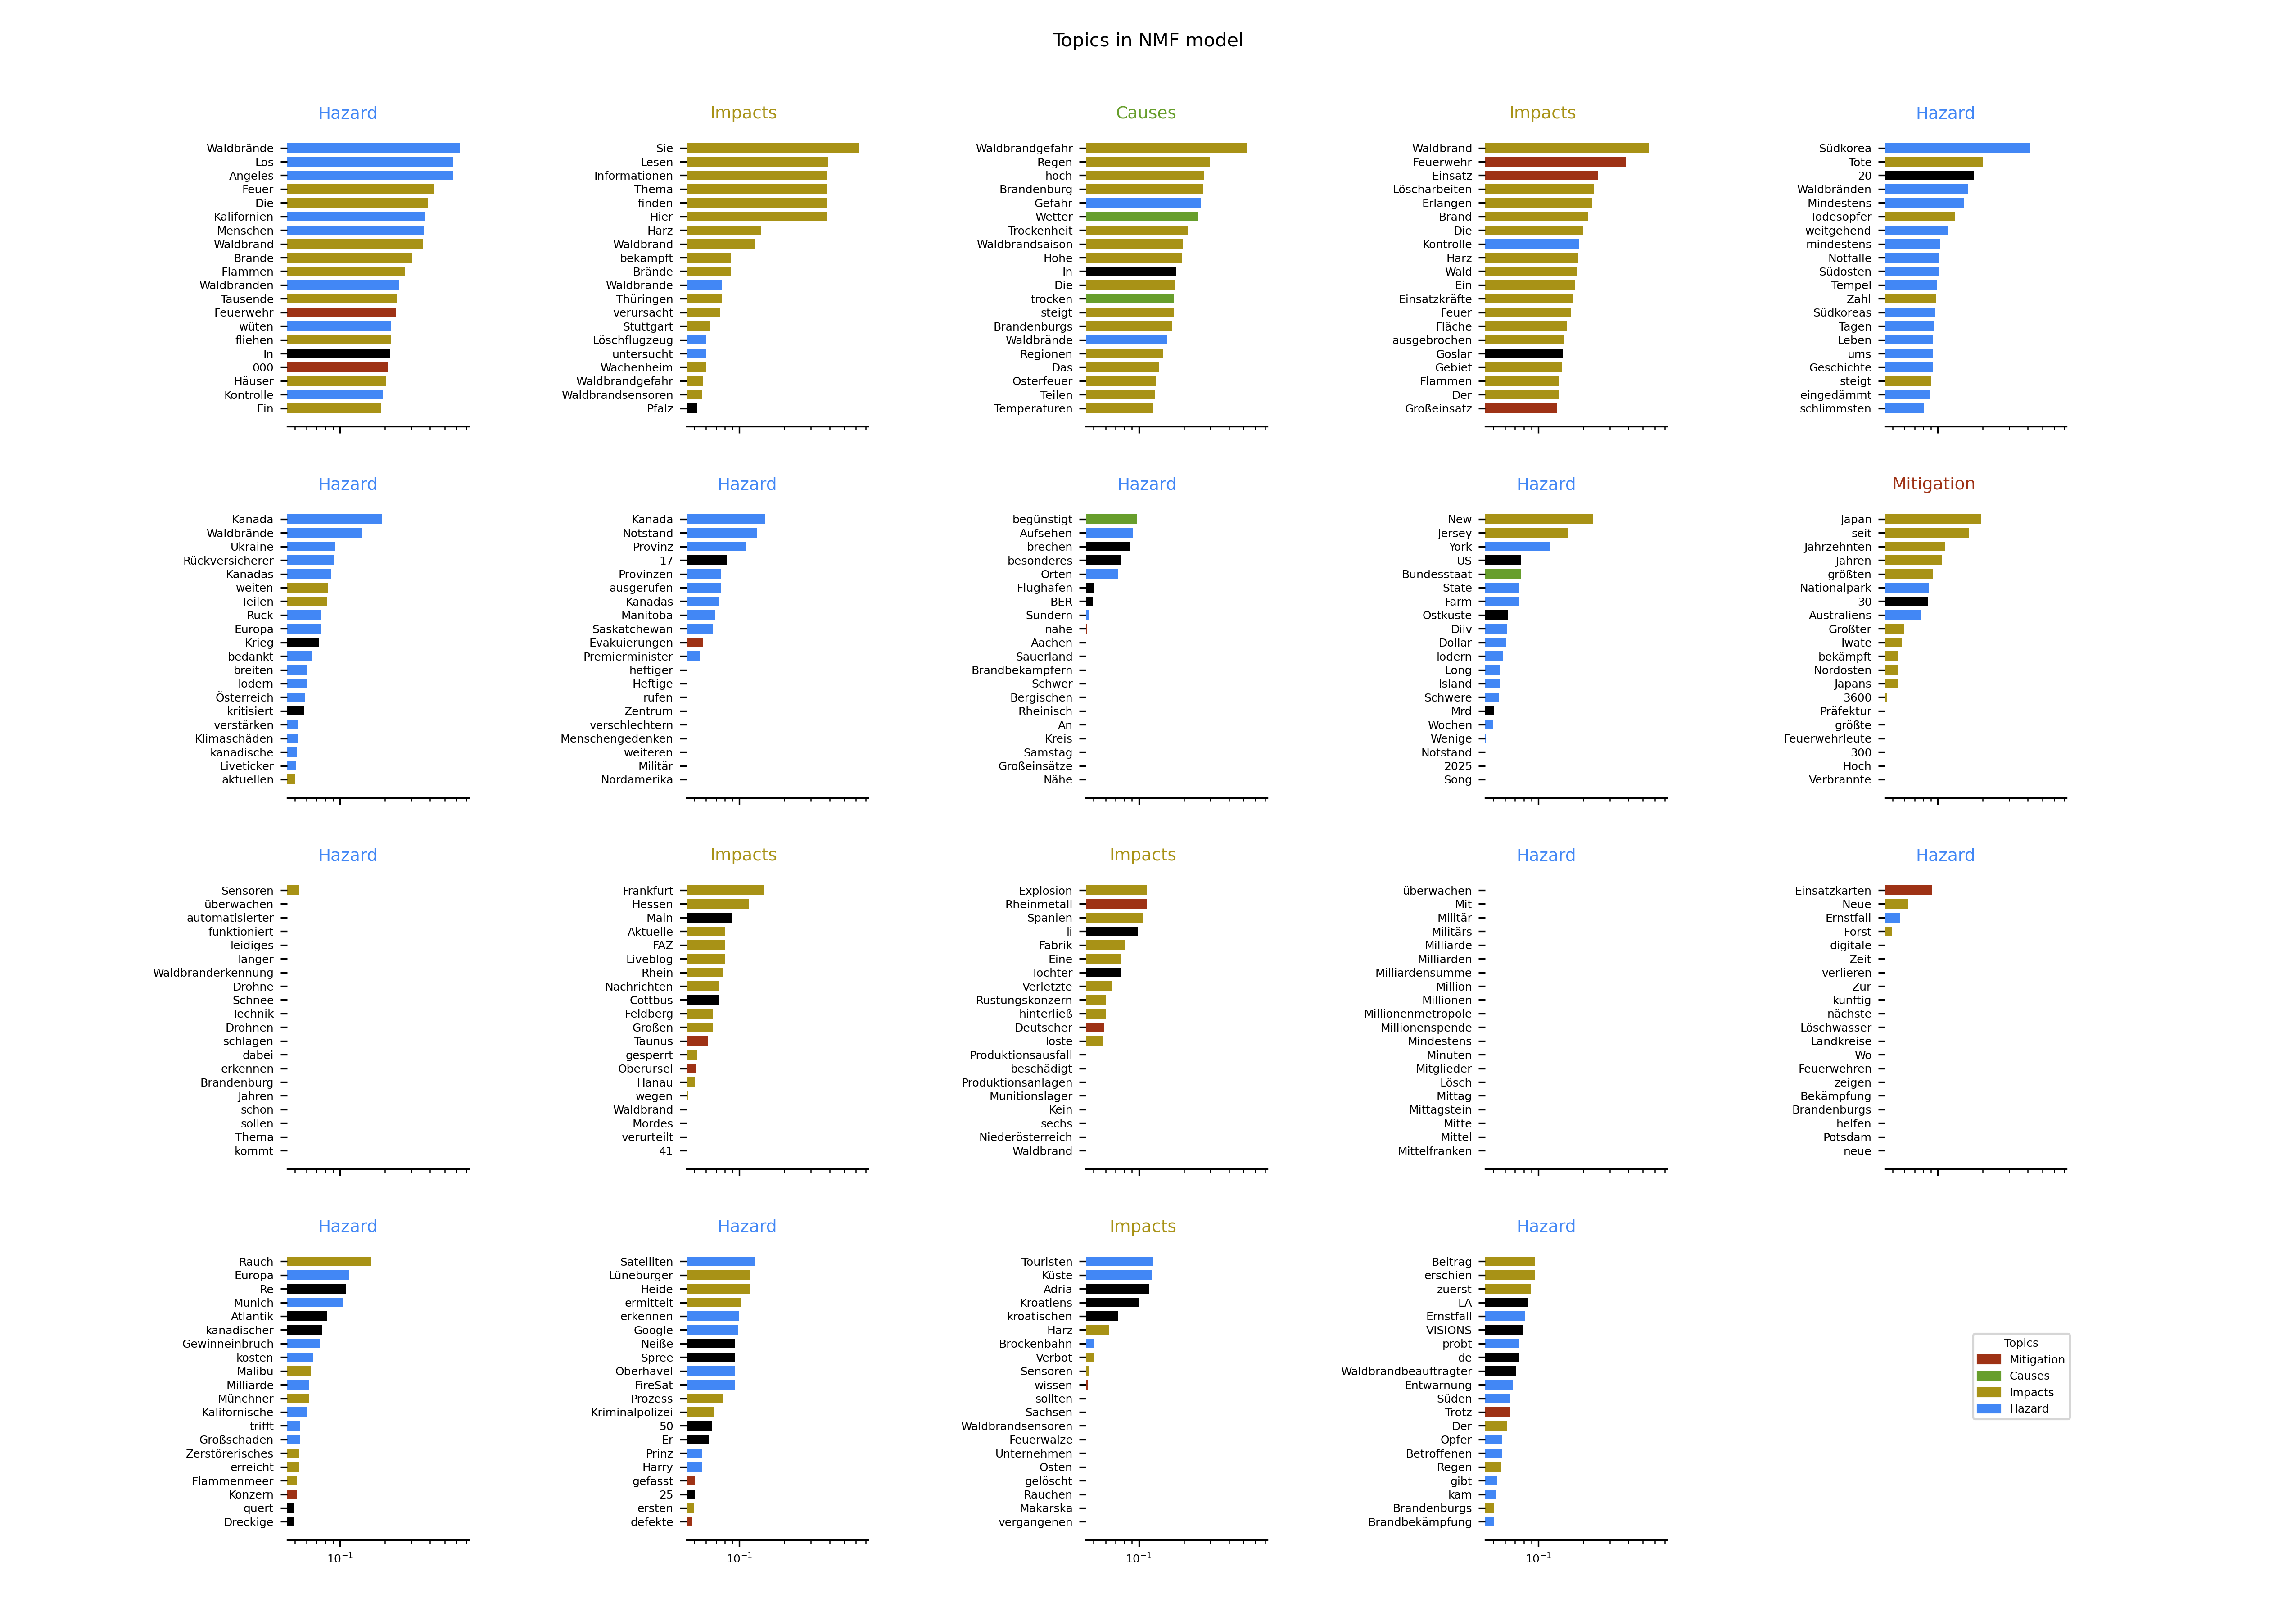 Topics in NMF model
Hazard
Waldbrände
Los
Angeles
Feuer
Die
Kalifornien
Menschen
Waldbrand
Brände
Flammen
Waldbränden
Tausende
Feuerwehr
wüten
fliehen
In
000
Häuser
Kontrolle
Ein
Impacts
Sie
Lesen
Informationen
Thema
finden
Hier
Harz
Waldbrand
bekämpft
Brände
Waldbrände
Thüringen
verursacht
Stuttgart
Löschflugzeug
untersucht
Wachenheim
Waldbrandgefahr
Waldbrandsensoren
Pfalz
Causes
Waldbrandgefahr
Regen
hoch
Brandenburg
Gefahr
Wetter
Trockenheit
Waldbrandsaison
Hohe
In
Die
trocken
steigt
Brandenburgs
Waldbrände
Regionen
Das
Osterfeuer
Teilen
Temperaturen
Impacts
Waldbrand
Feuerwehr
Einsatz
Löscharbeiten
Erlangen
Brand
Die
Kontrolle
Harz
Wald
Ein
Einsatzkräfte
Feuer
Fläche
ausgebrochen
Goslar
Gebiet
Flammen
Der
Großeinsatz
Hazard
Südkorea
Tote
20
Waldbränden
Mindestens
Todesopfer
weitgehend
mindestens
Notfälle
Südosten
Tempel
Zahl
Südkoreas
Tagen
Leben
ums
Geschichte
steigt
eingedämmt
schlimmsten
Hazard
Kanada
Waldbrände
Ukraine
Rückversicherer
Kanadas
weiten
Teilen
Rück
Europa
Krieg
bedankt
breiten
lodern
Österreich
kritisiert
verstärken
Klimaschäden
kanadische
Liveticker
aktuellen
Hazard
Kanada
Notstand
Provinz
17
Provinzen
ausgerufen
Kanadas
Manitoba
Saskatchewan
Evakuierungen
Premierminister
heftiger
Heftige
rufen
Zentrum
verschlechtern
Menschengedenken
weiteren
Militär
Nordamerika
Hazard
begünstigt
Aufsehen
brechen
besonderes
Orten
Flughafen
BER
Sundern
nahe
Aachen
Sauerland
Brandbekämpfern
Schwer
Bergischen
Rheinisch
An
Kreis
Samstag
Großeinsätze
Nähe
Hazard
New
Jersey
York
US
Bundesstaat
State
Farm
Ostküste
Diiv
Dollar
lodern
Long
Island
Schwere
Mrd
Wochen
Wenige
Notstand
2025
Song
Mitigation
Japan
seit
Jahrzehnten
Jahren
größten
Nationalpark
30
Australiens
Größter
Iwate
bekämpft
Nordosten
Japans
3600
Präfektur
größte
Feuerwehrleute
300
Hoch
Verbrannte
Hazard
Sensoren
überwachen
automatisierter
funktioniert
leidiges
länger
Waldbranderkennung
Drohne
Schnee
Technik
Drohnen
schlagen
dabei
erkennen
Brandenburg
Jahren
schon
sollen
Thema
kommt
Impacts
Frankfurt
Hessen
Main
Aktuelle
FAZ
Liveblog
Rhein
Nachrichten
Cottbus
Feldberg
Großen
Taunus
gesperrt
Oberursel
Hanau
wegen
Waldbrand
Mordes
verurteilt
41
Impacts
Explosion
Rheinmetall
Spanien
li
Fabrik
Eine
Tochter
Verletzte
Rüstungskonzern
hinterließ
Deutscher
löste
Produktionsausfall
beschädigt
Produktionsanlagen
Munitionslager
Kein
sechs
Niederösterreich
Waldbrand
Hazard
überwachen
Mit
Militär
Militärs
Milliarde
Milliarden
Milliardensumme
Million
Millionen
Millionenmetropole
Millionenspende
Mindestens
Minuten
Mitglieder
Lösch
Mittag
Mittagstein
Mitte
Mittel
Mittelfranken
Hazard
Einsatzkarten
Neue
Ernstfall
Forst
digitale
Zeit
verlieren
Zur
künftig
nächste
Löschwasser
Landkreise
Wo
Feuerwehren
zeigen
Bekämpfung
Brandenburgs
helfen
Potsdam
neue
Hazard
Rauch
Europa
Re
Munich
Atlantik
kanadischer
Gewinneinbruch
kosten
Malibu
Milliarde
Münchner
Kalifornische
trifft
Großschaden
Zerstörerisches
erreicht
Flammenmeer
Konzern
quert
Dreckige
10⁻¹
Hazard
Satelliten
Lüneburger
Heide
ermittelt
erkennen
Google
Neiße
Spree
Oberhavel
FireSat
Prozess
Kriminalpolizei
50
Er
Prinz
Harry
gefasst
25
ersten
defekte
10⁻¹
Impacts
Touristen
Küste
Adria
Kroatiens
kroatischen
Harz
Brockenbahn
Verbot
Sensoren
wissen
sollten
Sachsen
Waldbrandsensoren
Feuerwalze
Unternehmen
Osten
gelöscht
Rauchen
Makarska
vergangenen
10⁻¹
Hazard
Beitrag
erschien
zuerst
LA
Ernstfall
VISIONS
probt
de
Waldbrandbeauftragter
Entwarnung
Süden
Trotz
Der
Opfer
Betroffenen
Regen
gibt
kam
Brandenburgs
Brandbekämpfung
10⁻¹
Topics
Mitigation
Causes
Impacts
Hazard